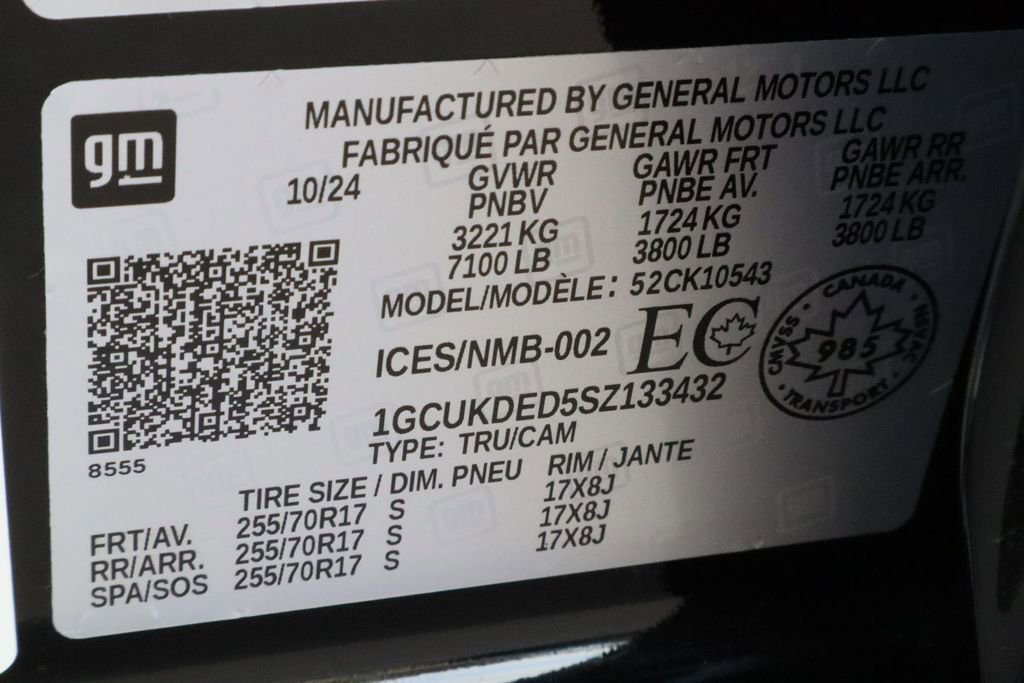 gm
MANUFACTURED BY GENERAL MOTORS LLC
FABRIQUÉ PAR GENERAL MOTORS LLC
10/24 GVWR GAWR FRT GAWR RR
PNBV PNBE AV. PNBE ARR.
3221 KG 1724 KG 1724 KG
7100 LB 3800 LB 3800 LB
MODEL/MODÈLE: 52CK10543
ICES/NMB-002 EC
CANADA
CMVSS 985 NSVAC
TRANSPORT
1GCUKDED5SZ133432
TYPE: TRU/CAM
8555
TIRE SIZE / DIM. PNEU RIM / JANTE
FRT/AV. 255/70R17 S 17X8J
RR/ARR. 255/70R17 S 17X8J
SPA/SOS 255/70R17 S 17X8J